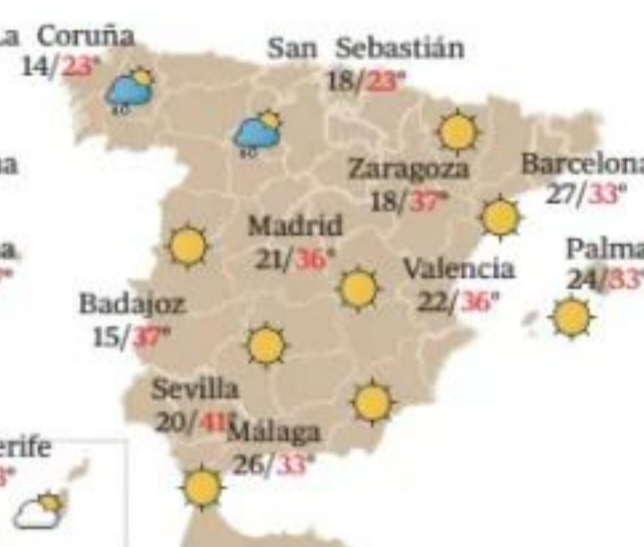 La Coruña
14/23°
San Sebastián
18/23°
Zaragoza
18/37°
Barcelona
27/33°
Madrid
21/36°
Valencia
22/36°
Palma
24/33°
Badajoz
15/37°
Sevilla
20/41°
Málaga
26/33°
erife